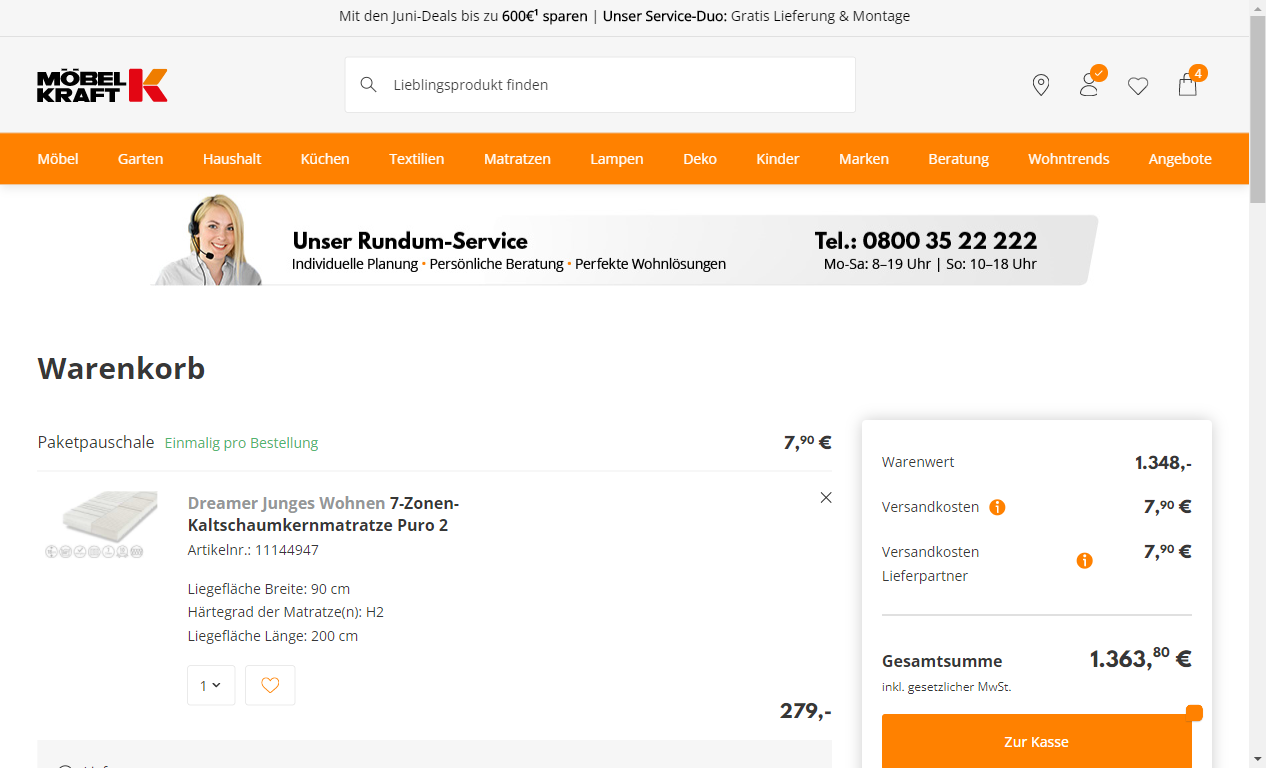 Mit den Juni-Deals bis zu 600€¹ sparen | Unser Service-Duo: Gratis Lieferung & Montage
MÖBEL
KRAFT
Lieblingsprodukt finden
4
Möbel Garten Haushalt Küchen Textilien Matratzen Lampen Deko Kinder Marken Beratung Wohntrends Angebote
Unser Rundum-Service
Individuelle Planung • Persönliche Beratung • Perfekte Wohnlösungen
Tel.: 0800 35 22 222
Mo-Sa: 8–19 Uhr | So: 10–18 Uhr
Warenkorb
Paketpauschale Einmalig pro Bestellung 7,90 €
Dreamer Junges Wohnen 7-Zonen-
Kaltschaumkernmatratze Puro 2
Artikelnr.: 11144947
Liegefläche Breite: 90 cm
Härtegrad der Matratze(n): H2
Liegefläche Länge: 200 cm
1
279,-
Warenwert 1.348,-
Versandkosten 7,90 €
Versandkosten
Lieferpartner 7,90 €
Gesamtsumme 1.363,80 €
inkl. gesetzlicher MwSt.
Zur Kasse